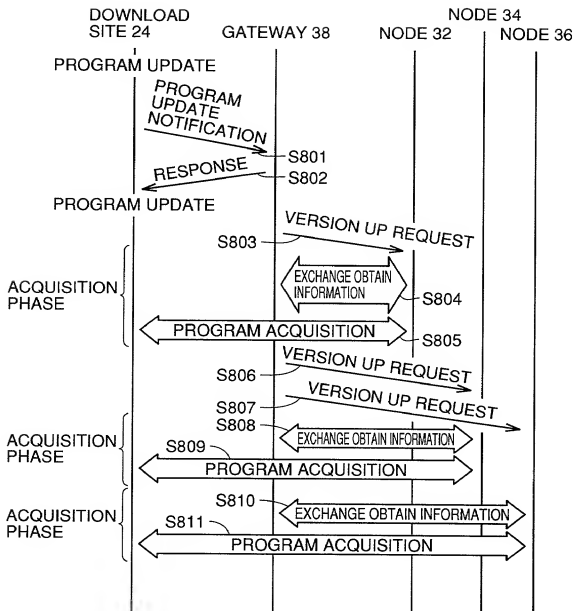 DOWNLOAD
SITE 24
GATEWAY 38
NODE 32
NODE 34
NODE 36
PROGRAM UPDATE
PROGRAM
UPDATE
NOTIFICATION
S801
RESPONSE
S802
PROGRAM UPDATE
VERSION UP REQUEST
S803
ACQUISITION
PHASE
EXCHANGE OBTAIN
INFORMATION
S804
PROGRAM ACQUISITION
S805
VERSION UP REQUEST
S806
VERSION UP REQUEST
S807
S808
EXCHANGE OBTAIN INFORMATION
ACQUISITION
PHASE
S809
PROGRAM ACQUISITION
S810
EXCHANGE OBTAIN INFORMATION
ACQUISITION
PHASE
S811
PROGRAM ACQUISITION